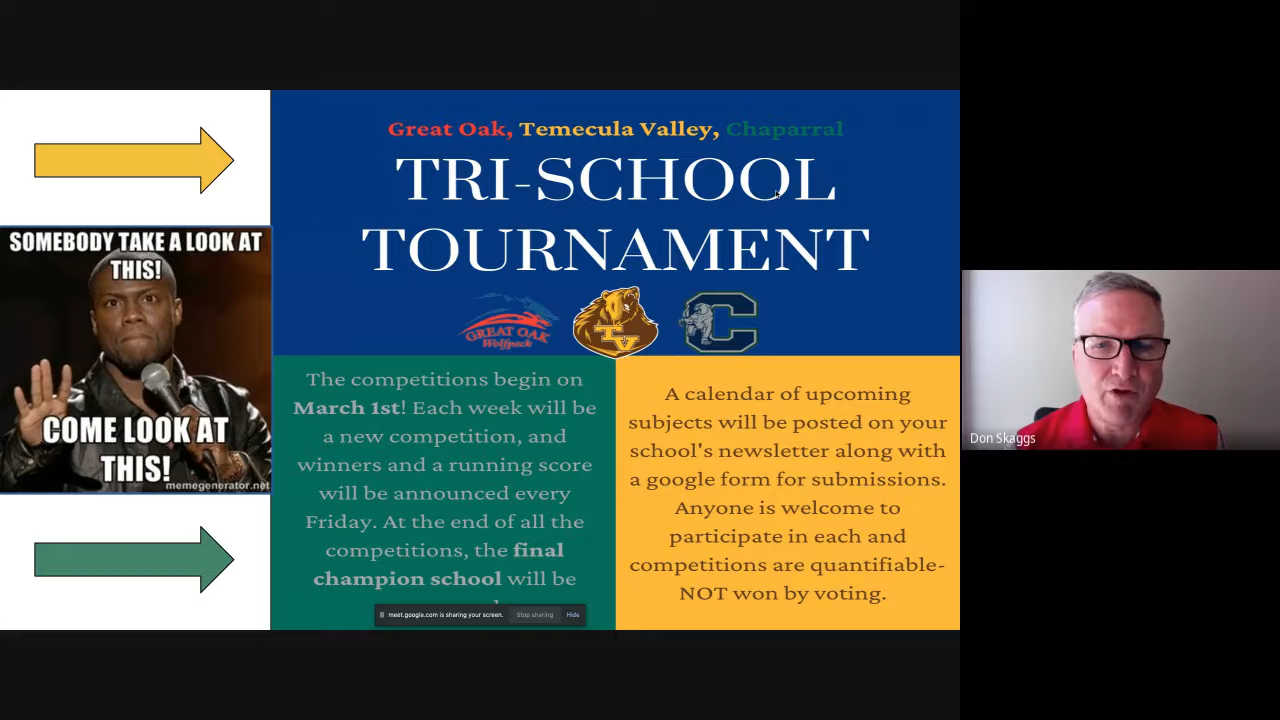 Great Oak, Temecula Valley, Chaparral
TRI-SCHOOL
TOURNAMENT
GREAT OAK
Wolfpack
TV
C
SOMEBODY TAKE A LOOK AT
THIS!
COME LOOK AT
THIS!
memegenerator.net
The competitions begin on
March 1st! Each week will be
a new competition, and
winners and a running score
will be announced every
Friday. At the end of all the
competitions, the final
champion school will be
A calendar of upcoming
subjects will be posted on your
school's newsletter along with
a google form for submissions.
Anyone is welcome to
participate in each and
competitions are quantifiable-
NOT won by voting.
meet.google.com is sharing your screen. Stop sharing Hide
Don Skaggs